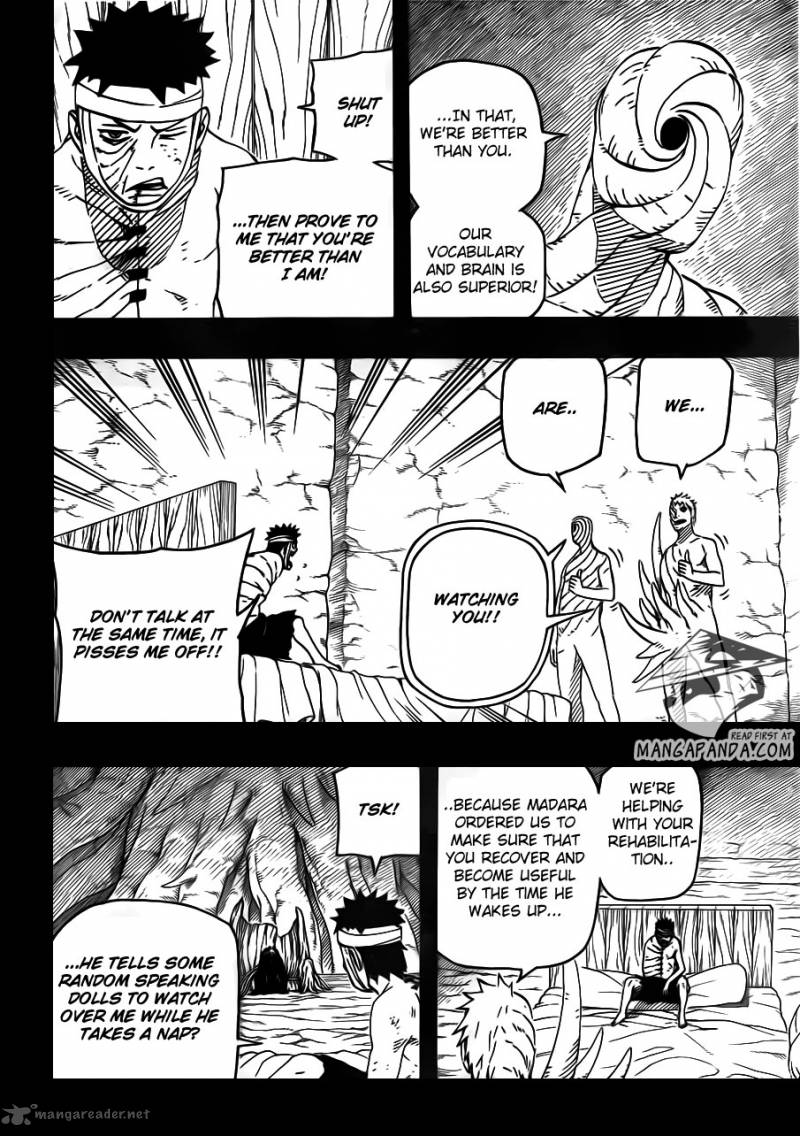 ...IN THAT,
WE'RE BETTER
THAN YOU.
OUR
VOCABULARY
AND BRAIN IS
ALSO SUPERIOR!
SHUT
UP!
...THEN PROVE TO
ME THAT YOU'RE
BETTER THAN
I AM!
WE...
ARE..
WATCHING
YOU!!
DON'T TALK AT
THE SAME TIME, IT
PISSES ME OFF!!
READ FIRST AT
MANGAPANDA.COM
WE'RE
HELPING
WITH YOUR
REHABILITA-
TION..
..BECAUSE MADARA
ORDERED US TO
MAKE SURE THAT
YOU RECOVER AND
BECOME USEFUL
BY THE TIME HE
WAKES UP...
TSK!
...HE TELLS SOME
RANDOM SPEAKING
DOLLS TO WATCH
OVER ME WHILE HE
TAKES A NAP?
mangareader.net